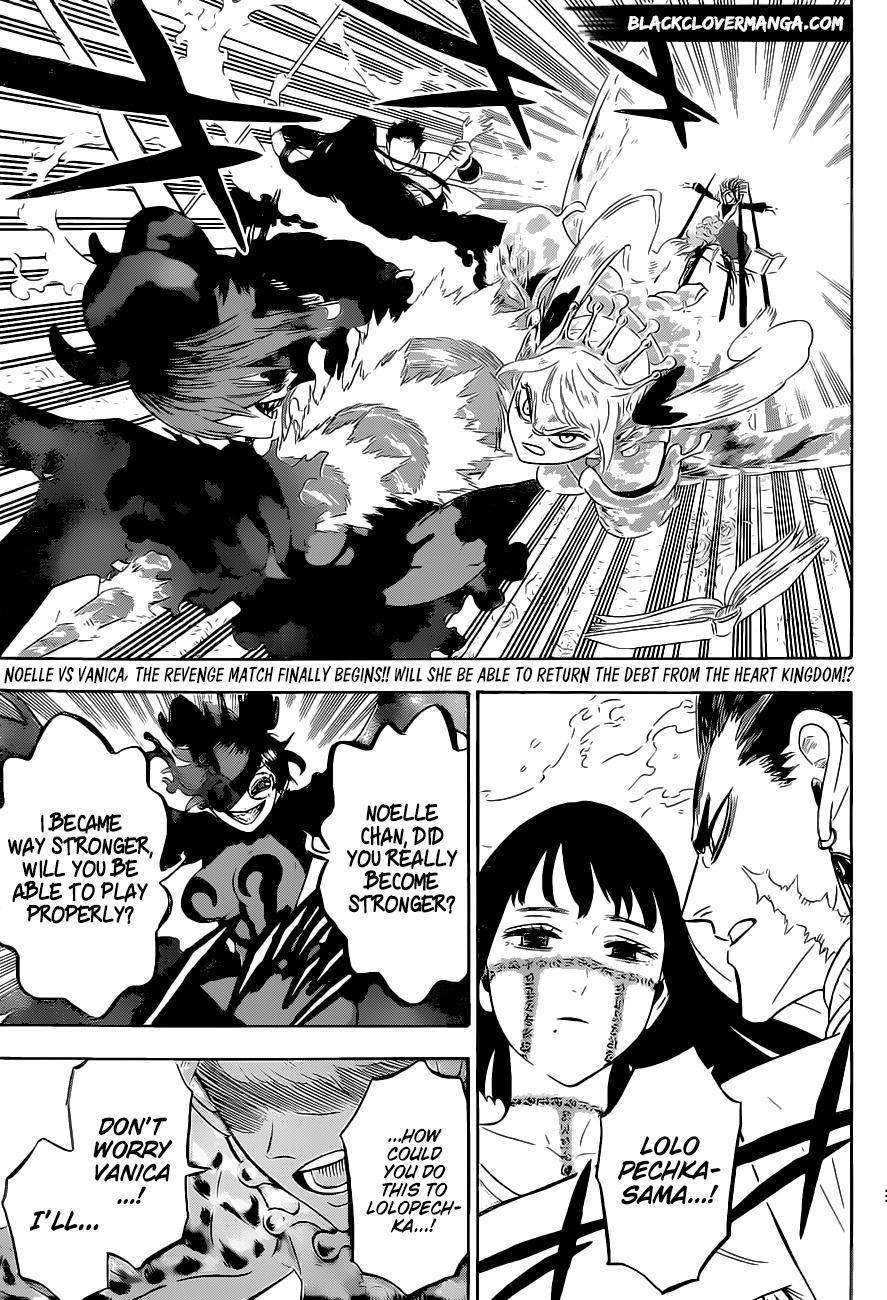 BLACKCLOVERMANGA.COM
NOELLE VS VANICA, THE REVENGE MATCH FINALLY BEGINS!! WILL SHE BE ABLE TO RETURN THE DEBT FROM THE HEART KINGDOM!?
LOLO
PECHKA-
SAMA...!
NOELLE
CHAN, DID
YOU REALLY
BECOME
STRONGER?
I BECAME
WAY STRONGER,
WILL YOU BE
ABLE TO PLAY
PROPERLY?
...HOW
COULD
YOU DO
THIS TO
LOLOPECH-
KA...!
DON'T
WORRY
VANICA
...!
I'LL...